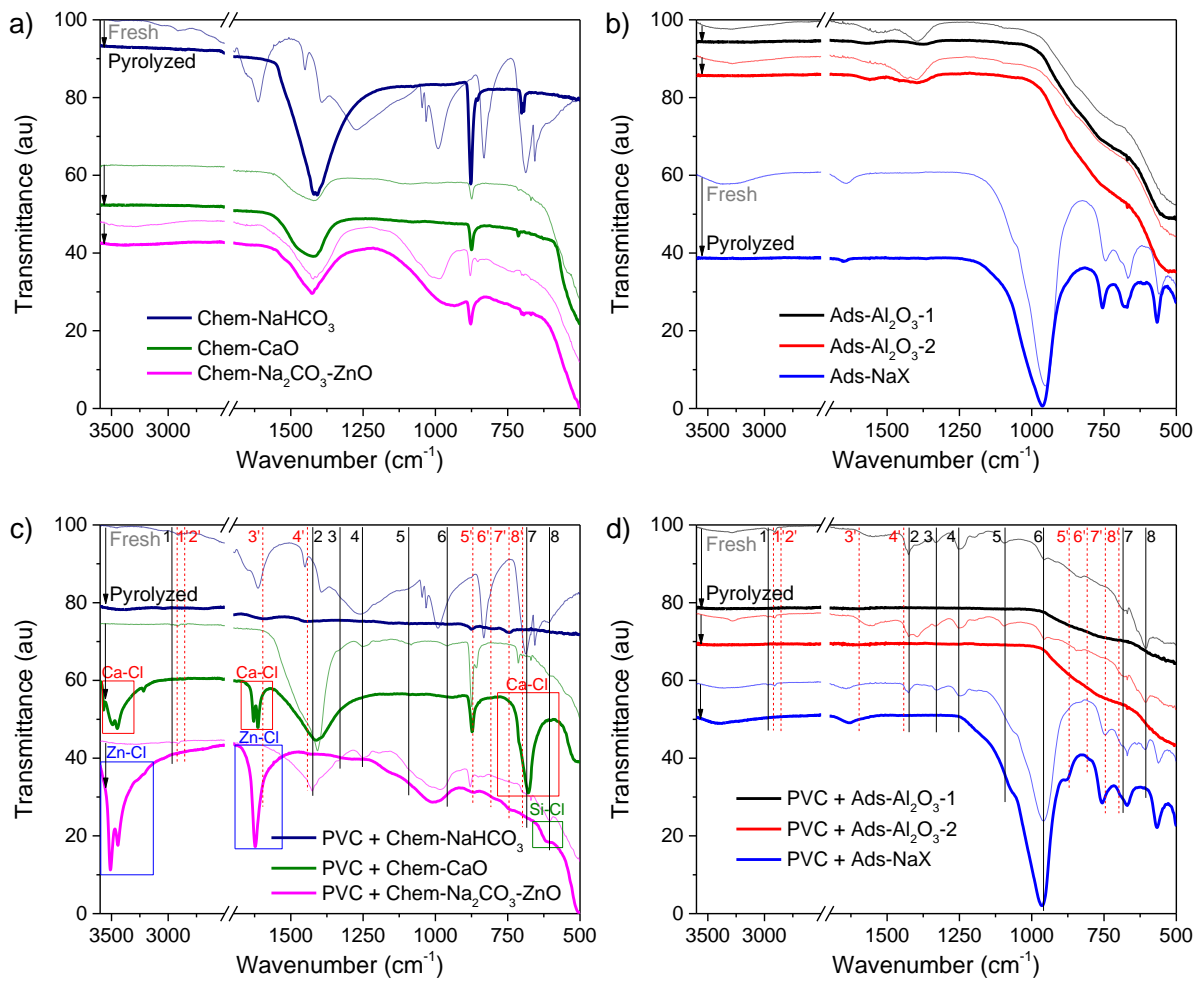 a)
100
80
60
40
20
0
Transmittance (au)
Fresh
Pyrolyzed
Chem-NaHCO₃
Chem-CaO
Chem-Na₂CO₃-ZnO
3500 3000 1500 1250 1000 750 500
Wavenumber (cm⁻¹)
b)
100
80
60
40
20
0
Transmittance (au)
Fresh
Pyrolyzed
Ads-Al₂O₃-1
Ads-Al₂O₃-2
Ads-NaX
3500 3000 1500 1250 1000 750 500
Wavenumber (cm⁻¹)
c)
100
80
60
40
20
0
Transmittance (au)
1 1' 2' 3' 4' 2 3 4 5 6 5' 6' 7' 8' 7 8
Fresh
Pyrolyzed
Ca-Cl Ca-Cl Ca-Cl
Zn-Cl Zn-Cl
Si-Cl
PVC + Chem-NaHCO₃
PVC + Chem-CaO
PVC + Chem-Na₂CO₃-ZnO
3500 3000 1500 1250 1000 750 500
Wavenumber (cm⁻¹)
d)
100
80
60
40
20
0
Transmittance (au)
1 1' 2' 3' 4' 2 3 4 5 6 5' 6' 7' 8' 7 8
Fresh
Pyrolyzed
PVC + Ads-Al₂O₃-1
PVC + Ads-Al₂O₃-2
PVC + Ads-NaX
3500 3000 1500 1250 1000 750 500
Wavenumber (cm⁻¹)